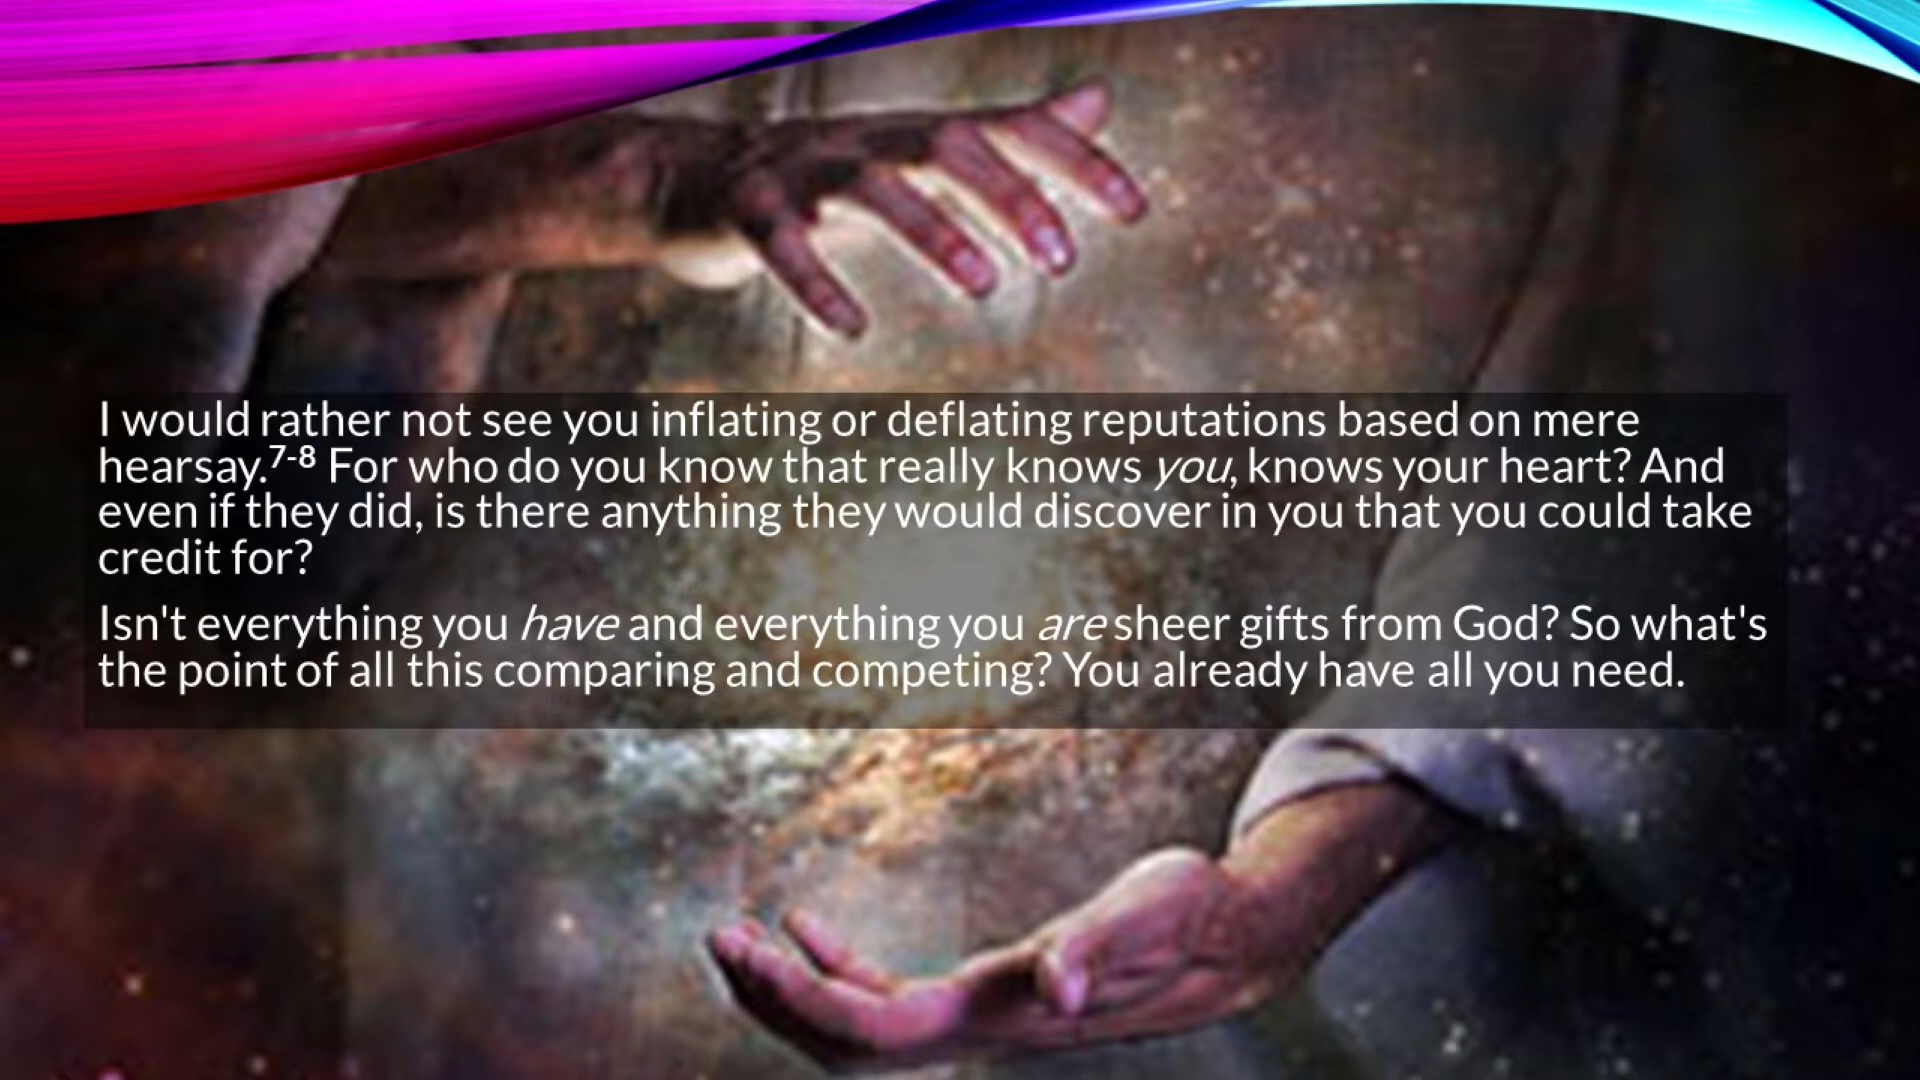 I would rather not see you inflating or deflating reputations based on mere
hearsay.7-8 For who do you know that really knows you, knows your heart? And
even if they did, is there anything they would discover in you that you could take
credit for?
Isn't everything you have and everything you are sheer gifts from God? So what's
the point of all this comparing and competing? You already have all you need.